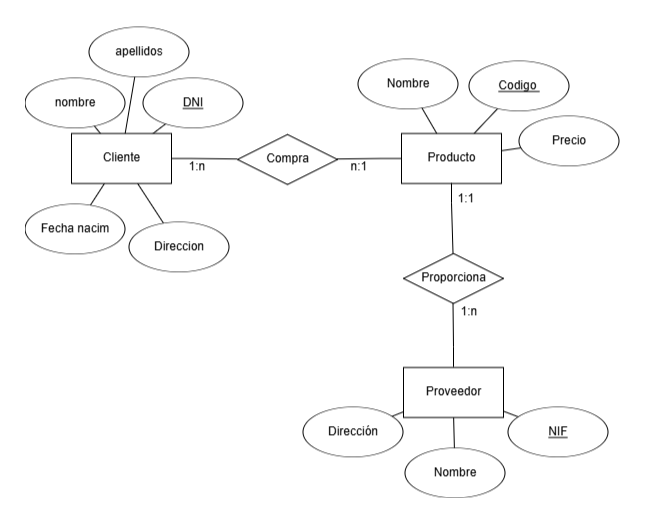 apellidos
nombre
DNI
Cliente
Fecha nacim
Direccion
1:n
Compra
n:1
Nombre
Codigo
Precio
Producto
1:1
Proporciona
1:n
Proveedor
Dirección
Nombre
NIF